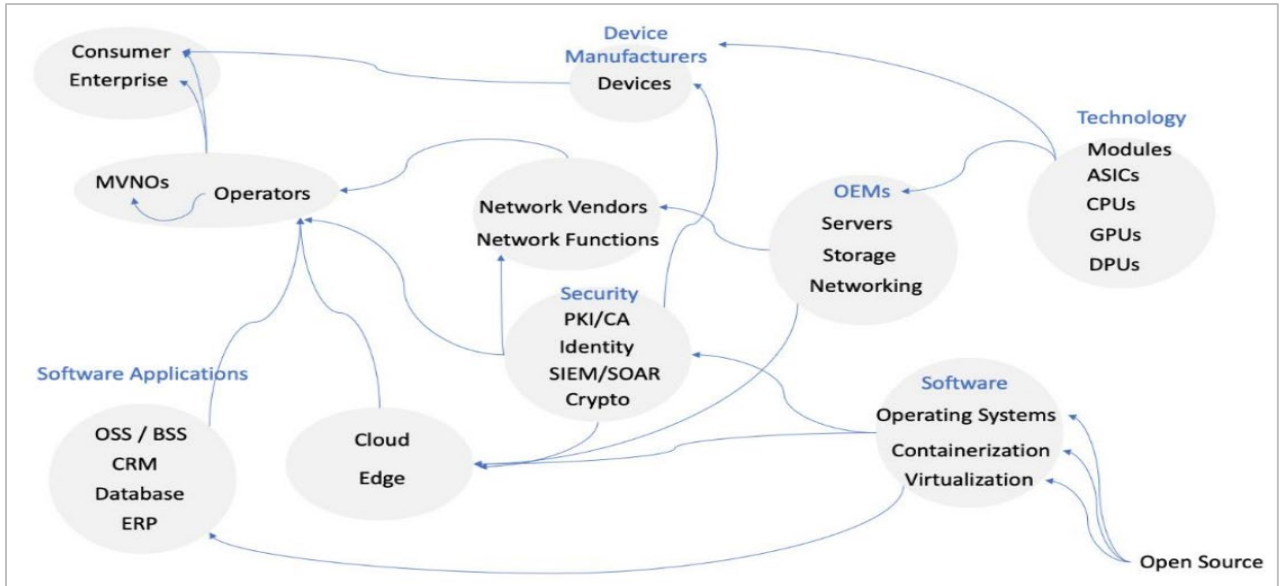 Consumer
Enterprise
Device
Manufacturers
Devices
Technology
Modules
ASICs
CPUs
GPUs
DPUs
MVNOs
Operators
Network Vendors
Network Functions
OEMs
Servers
Storage
Networking
Security
PKI/CA
Identity
SIEM/SOAR
Crypto
Software Applications
OSS / BSS
CRM
Database
ERP
Cloud
Edge
Software
Operating Systems
Containerization
Virtualization
Open Source